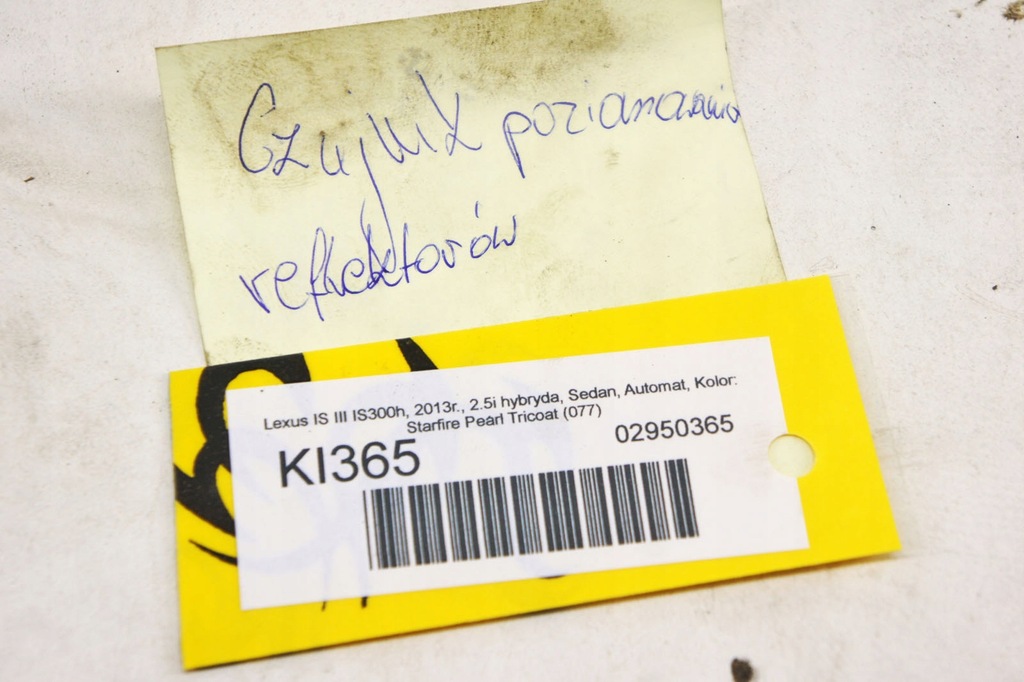 Czujnik pozianawania
reflektorów
Lexus IS III IS300h, 2013r., 2.5i hybryda, Sedan, Automat, Kolor:
Starfire Pearl Tricoat (077)
KI365
02950365